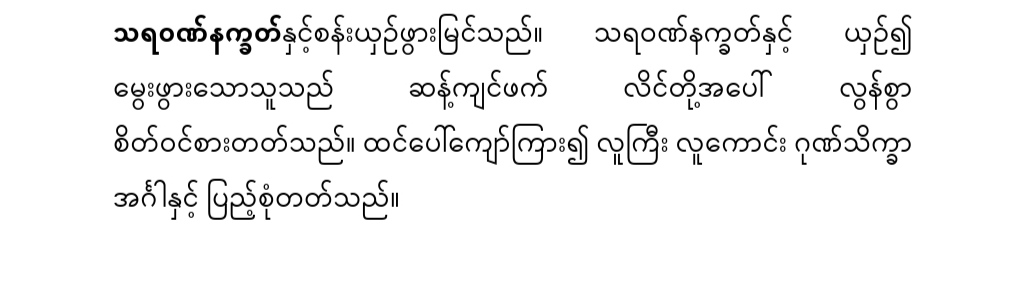 သရဝဏ်နက္ခတ်နှင့်စန်းယှဉ်ဖွားမြင်သည်။ သရဝဏ်နက္ခတ်နှင့် ယှဉ်၍
မွေးဖွားသောသူသည် ဆန့်ကျင်ဖက် လိင်တို့အပေါ် လွန်စွာ
စိတ်ဝင်စားတတ်သည်။ ထင်ပေါ်ကျော်ကြား၍ လူကြီး လူကောင်း ဂုဏ်သိက္ခာ
အင်္ဂါနှင့် ပြည့်စုံတတ်သည်။